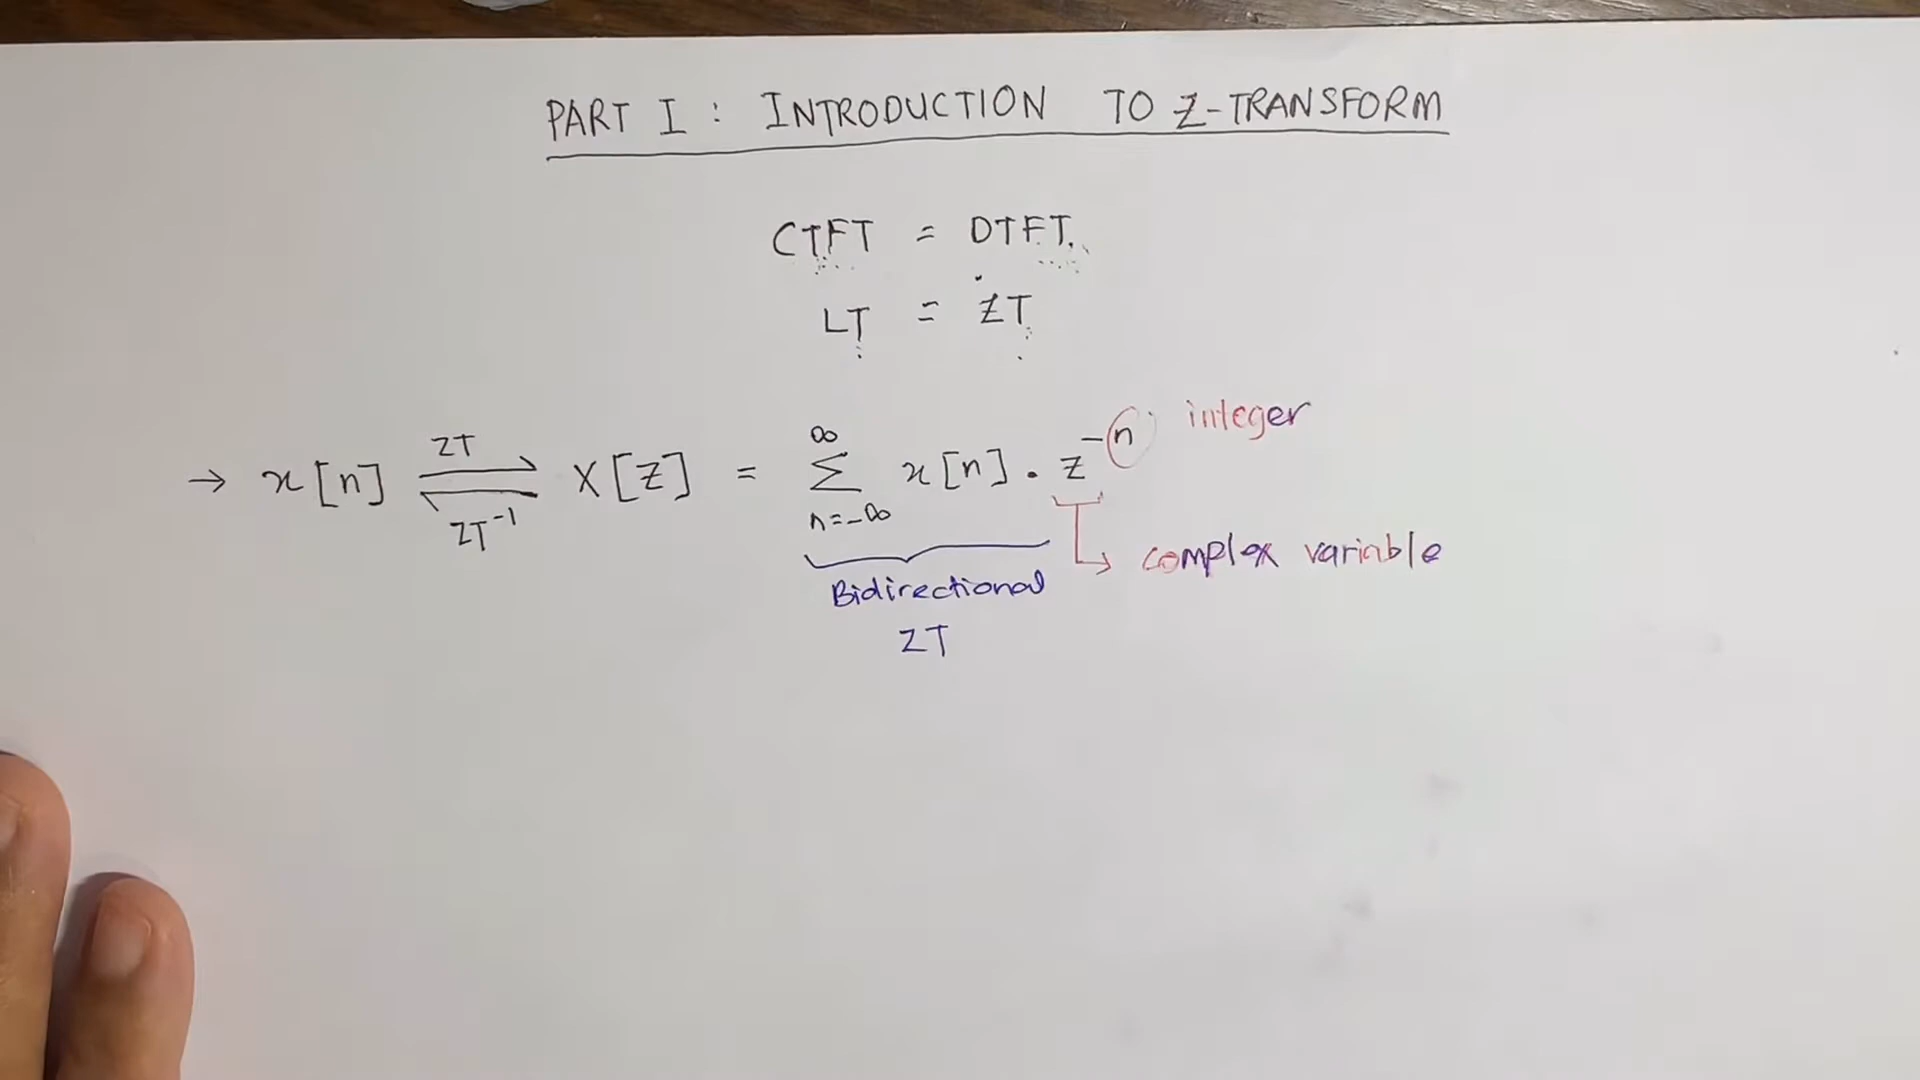 PART I : INTRODUCTION TO Z-TRANSFORM
CTFT = DTFT
LT = ZT
→ x[n] ⇌ X[Z] = Σ x[n] . z^-n integer
ZT
ZT^-1
∞
n=-∞
complex variable
Bidirectional
ZT